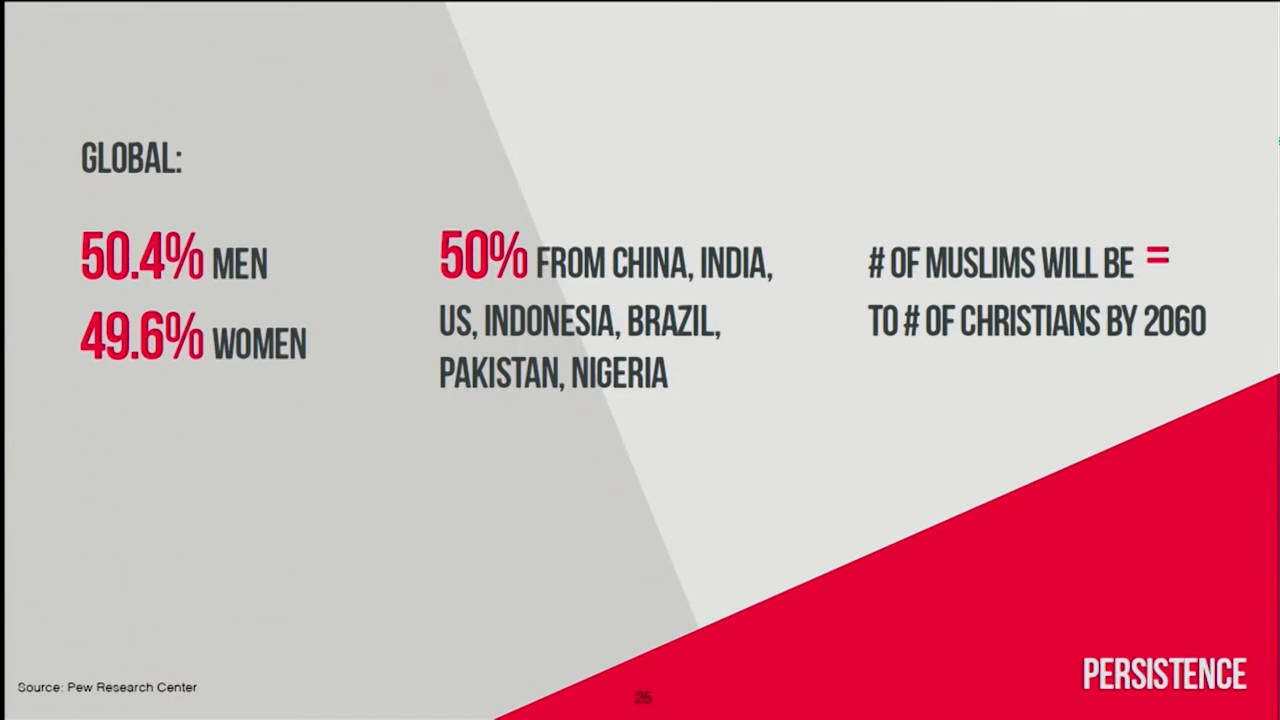 GLOBAL:
50.4% MEN
49.6% WOMEN
50% FROM CHINA, INDIA,
US, INDONESIA, BRAZIL,
PAKISTAN, NIGERIA
# OF MUSLIMS WILL BE =
TO # OF CHRISTIANS BY 2060
Source: Pew Research Center
25
PERSISTENCE